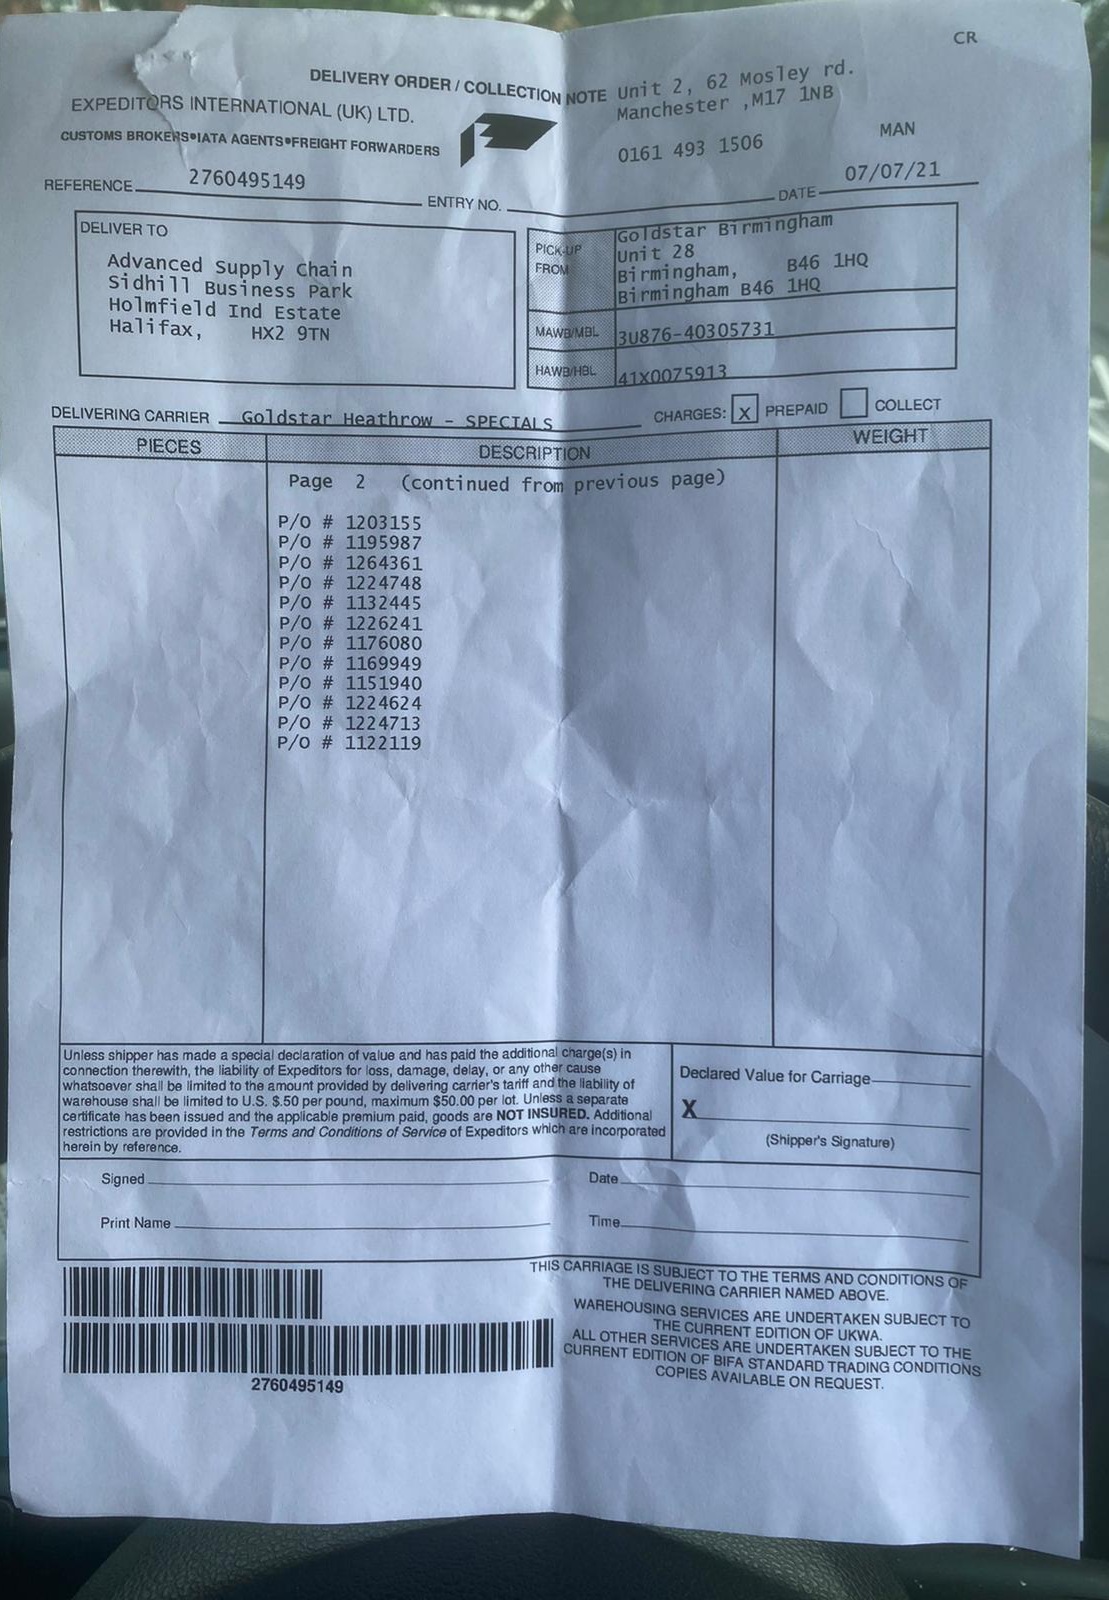 CR
DELIVERY ORDER / COLLECTION NOTE
Unit 2, 62 Mosley rd.
Manchester ,M17 1NB
EXPEDITORS INTERNATIONAL (UK) LTD.
CUSTOMS BROKERS•IATA AGENTS•FREIGHT FORWARDERS
0161 493 1506
MAN
REFERENCE 2760495149
ENTRY NO.
DATE 07/07/21
DELIVER TO
Advanced Supply Chain
Sidhill Business Park
Holmfield Ind Estate
Halifax, HX2 9TN
PICK-UP FROM
Goldstar Birmingham
Unit 28
Birmingham, B46 1HQ
Birmingham B46 1HQ
MAWB/MBL 3U876-40305731
HAWB/HBL 41X0075913
DELIVERING CARRIER Goldstar Heathrow - SPECIALS
CHARGES: X PREPAID COLLECT
PIECES DESCRIPTION WEIGHT
Page 2 (continued from previous page)
P/O # 1203155
P/O # 1195987
P/O # 1264361
P/O # 1224748
P/O # 1132445
P/O # 1226241
P/O # 1176080
P/O # 1169949
P/O # 1151940
P/O # 1224624
P/O # 1224713
P/O # 1122119
Unless shipper has made a special declaration of value and has paid the additional charge(s) in
connection therewith, the liability of Expeditors for loss, damage, delay, or any other cause
whatsoever shall be limited to the amount provided by delivering carrier's tariff and the liability of
warehouse shall be limited to U.S. $.50 per pound, maximum $50.00 per lot. Unless a separate
certificate has been issued and the applicable premium paid, goods are NOT INSURED. Additional
restrictions are provided in the Terms and Conditions of Service of Expeditors which are incorporated
herein by reference.
Declared Value for Carriage
X
(Shipper's Signature)
Signed
Date
Print Name
Time
THIS CARRIAGE IS SUBJECT TO THE TERMS AND CONDITIONS OF
THE DELIVERING CARRIER NAMED ABOVE.
WAREHOUSING SERVICES ARE UNDERTAKEN SUBJECT TO
THE CURRENT EDITION OF UKWA.
ALL OTHER SERVICES ARE UNDERTAKEN SUBJECT TO THE
CURRENT EDITION OF BIFA STANDARD TRADING CONDITIONS
COPIES AVAILABLE ON REQUEST.
2760495149